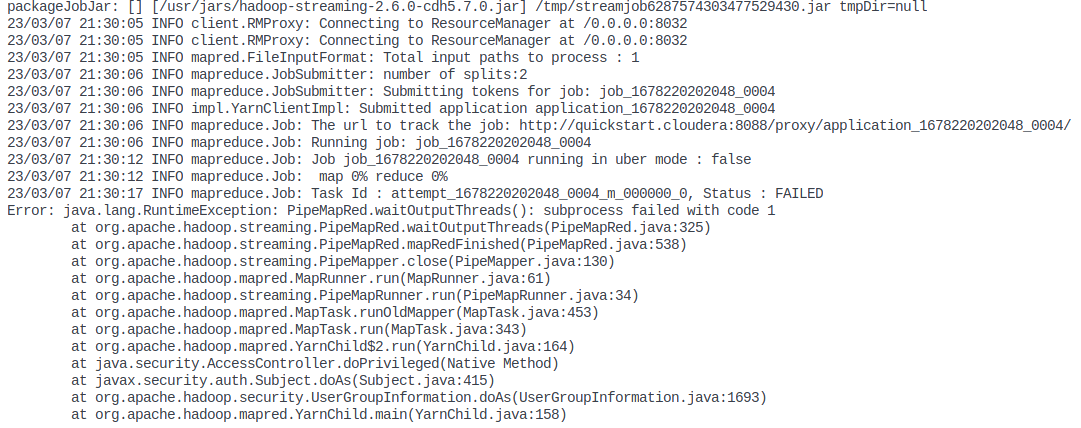 packageJobJar: [] [/usr/jars/hadoop-streaming-2.6.0-cdh5.7.0.jar] /tmp/streamjob6287574303477529430.jar tmpDir=null
23/03/07 21:30:05 INFO client.RMProxy: Connecting to ResourceManager at /0.0.0.0:8032
23/03/07 21:30:05 INFO client.RMProxy: Connecting to ResourceManager at /0.0.0.0:8032
23/03/07 21:30:05 INFO mapred.FileInputFormat: Total input paths to process : 1
23/03/07 21:30:06 INFO mapreduce.JobSubmitter: number of splits:2
23/03/07 21:30:06 INFO mapreduce.JobSubmitter: Submitting tokens for job: job_1678220202048_0004
23/03/07 21:30:06 INFO impl.YarnClientImpl: Submitted application application_1678220202048_0004
23/03/07 21:30:06 INFO mapreduce.Job: The url to track the job: http://quickstart.cloudera:8088/proxy/application_1678220202048_0004/
23/03/07 21:30:06 INFO mapreduce.Job: Running job: job_1678220202048_0004
23/03/07 21:30:12 INFO mapreduce.Job: Job job_1678220202048_0004 running in uber mode : false
23/03/07 21:30:12 INFO mapreduce.Job:  map 0% reduce 0%
23/03/07 21:30:17 INFO mapreduce.Job: Task Id : attempt_1678220202048_0004_m_000000_0, Status : FAILED
Error: java.lang.RuntimeException: PipeMapRed.waitOutputThreads(): subprocess failed with code 1
        at org.apache.hadoop.streaming.PipeMapRed.waitOutputThreads(PipeMapRed.java:325)
        at org.apache.hadoop.streaming.PipeMapRed.mapRedFinished(PipeMapRed.java:538)
        at org.apache.hadoop.streaming.PipeMapper.close(PipeMapper.java:130)
        at org.apache.hadoop.mapred.MapRunner.run(MapRunner.java:61)
        at org.apache.hadoop.streaming.PipeMapRunner.run(PipeMapRunner.java:34)
        at org.apache.hadoop.mapred.MapTask.runOldMapper(MapTask.java:453)
        at org.apache.hadoop.mapred.MapTask.run(MapTask.java:343)
        at org.apache.hadoop.mapred.YarnChild$2.run(YarnChild.java:164)
        at java.security.AccessController.doPrivileged(Native Method)
        at javax.security.auth.Subject.doAs(Subject.java:415)
        at org.apache.hadoop.security.UserGroupInformation.doAs(UserGroupInformation.java:1693)
        at org.apache.hadoop.mapred.YarnChild.main(YarnChild.java:158)